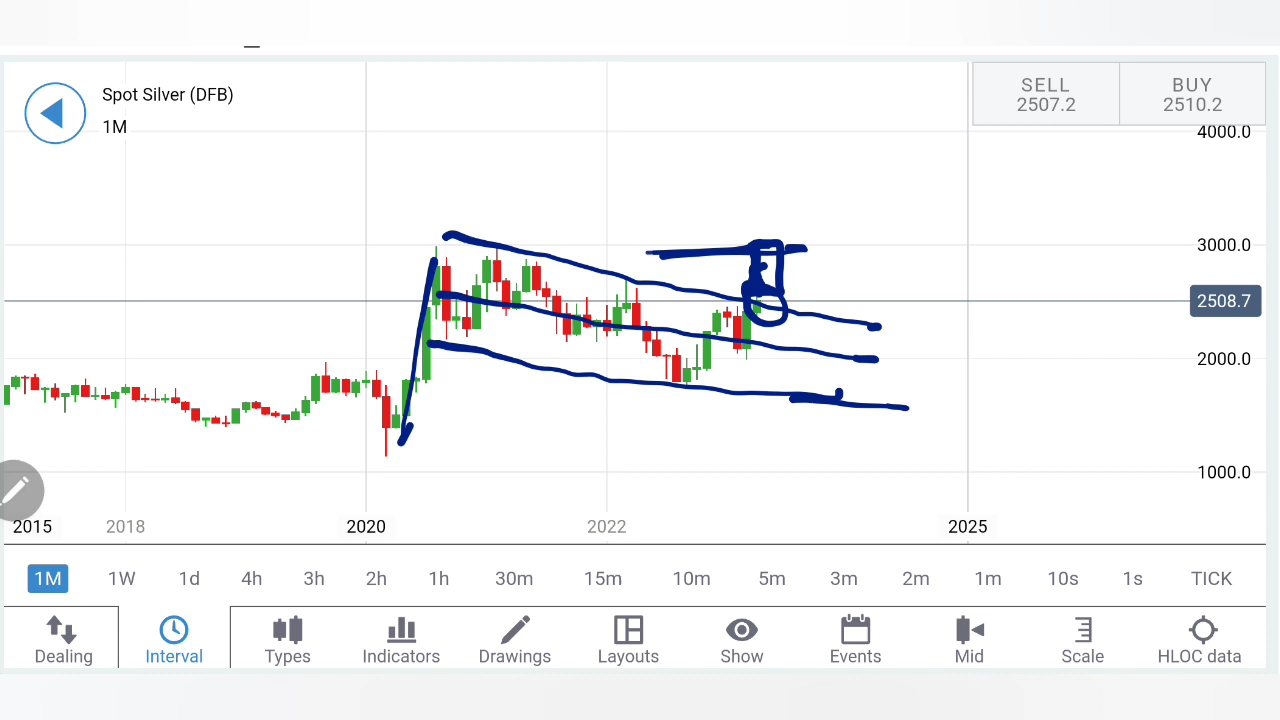 Spot Silver (DFB)
1M
SELL
2507.2
BUY
2510.2
4000.0
3000.0
2508.7
2000.0
1000.0
2015 2018 2020 2022 2025
1M 1W 1d 4h 3h 2h 1h 30m 15m 10m 5m 3m 2m 1m 10s 1s TICK
Dealing Interval Types Indicators Drawings Layouts Show Events Mid Scale HLOC data